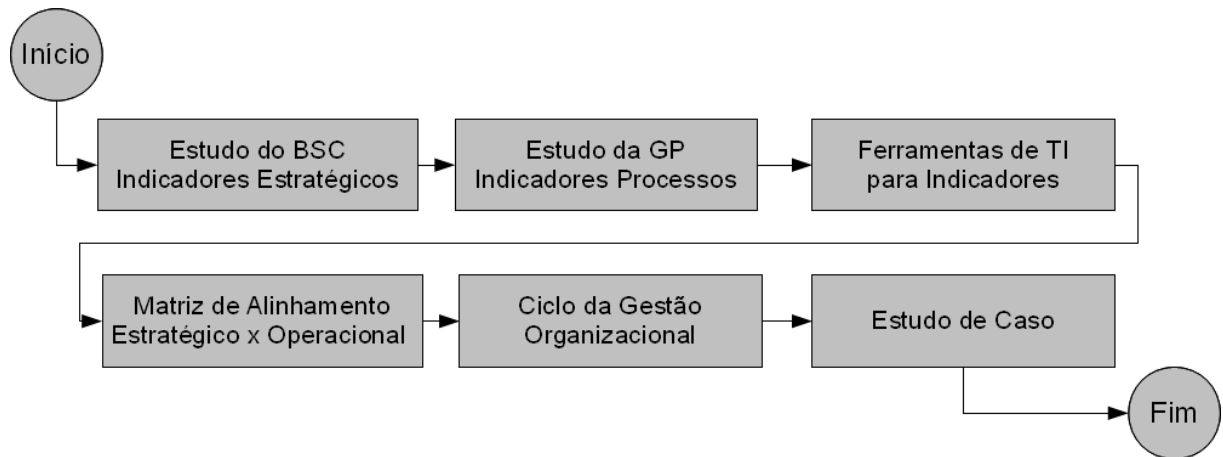 Início
Estudo do BSC
Indicadores Estratégicos
Estudo da GP
Indicadores Processos
Ferramentas de TI
para Indicadores
Matriz de Alinhamento
Estratégico x Operacional
Ciclo da Gestão
Organizacional
Estudo de Caso
Fim